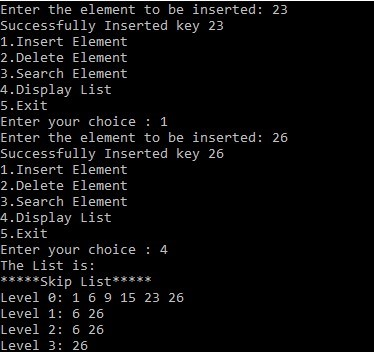 Enter the element to be inserted: 23
Successfully Inserted key 23
1.Insert Element
2.Delete Element
3.Search Element
4.Display List
5.Exit
Enter your choice : 1
Enter the element to be inserted: 26
Successfully Inserted key 26
1.Insert Element
2.Delete Element
3.Search Element
4.Display List
5.Exit
Enter your choice : 4
The List is:
*****Skip List*****
Level 0: 1 6 9 15 23 26
Level 1: 6 26
Level 2: 6 26
Level 3: 26